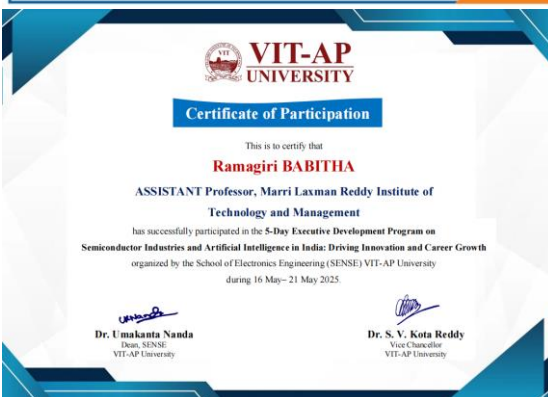 VIT-AP
UNIVERSITY
Certificate of Participation
This is to certify that
Ramagiri BABITHA
ASSISTANT Professor, Marri Laxman Reddy Institute of
Technology and Management
has successfully participated in the 5-Day Executive Development Program on
Semiconductor Industries and Artificial Intelligence in India: Driving Innovation and Career Growth
organized by the School of Electronics Engineering (SENSE) VIT-AP University
during 16 May– 21 May 2025.
Dr. Umakanta Nanda
Dean, SENSE
VIT-AP University
Dr. S. V. Kota Reddy
Vice Chancellor
VIT-AP University